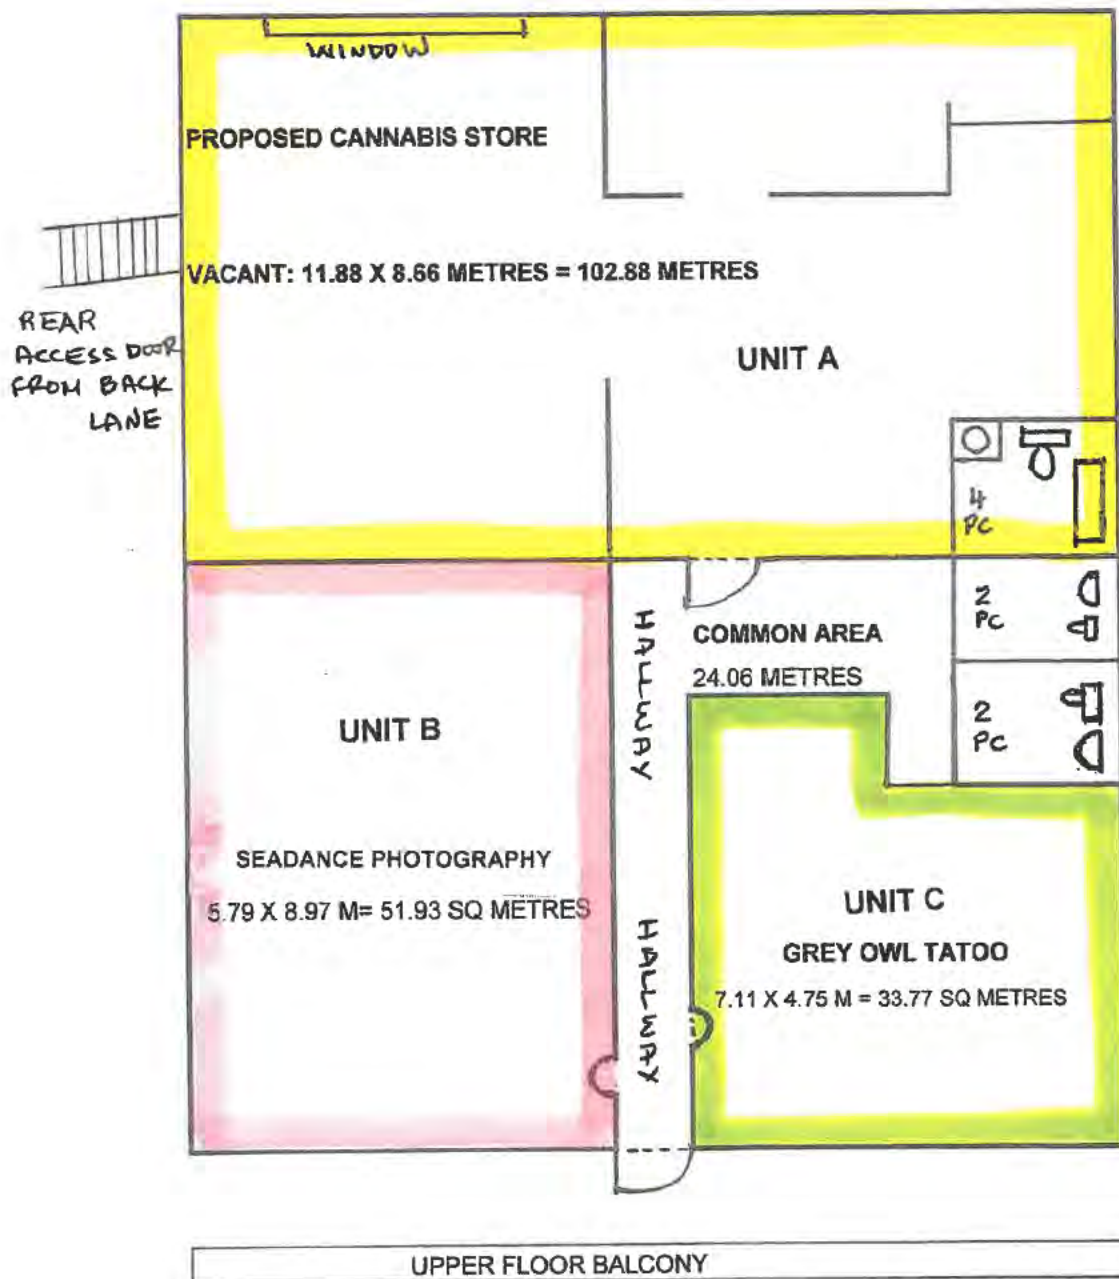 WINDOW
PROPOSED CANNABIS STORE
VACANT: 11.88 X 8.66 METRES = 102.88 METRES
REAR
ACCESS DOOR
FROM BACK
LANE
UNIT A
4
PC
2
PC
HALLWAY
COMMON AREA
24.06 METRES
2
PC
UNIT B
SEADANCE PHOTOGRAPHY
5.79 X 8.97 M= 51.93 SQ METRES
HALLWAY
UNIT C
GREY OWL TATOO
7.11 X 4.75 M = 33.77 SQ METRES
UPPER FLOOR BALCONY